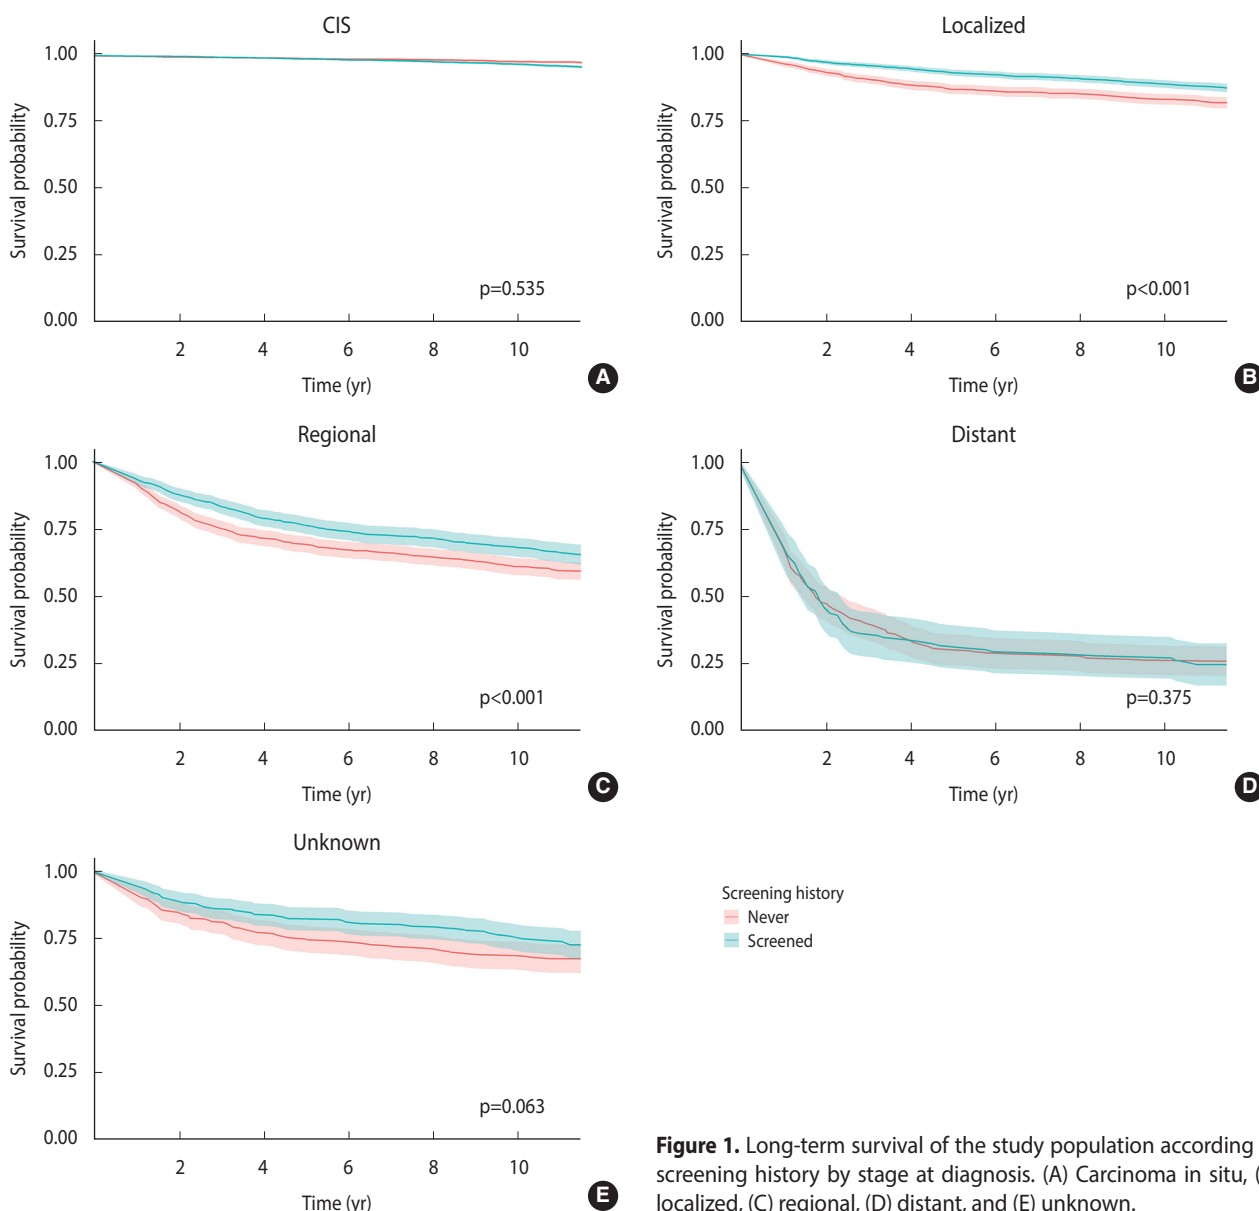 CIS
1.00
0.75
0.50
0.25
0.00
Survival probability
p=0.535
2 4 6 8 10
Time (yr)
A
Localized
1.00
0.75
0.50
0.25
0.00
Survival probability
p<0.001
2 4 6 8 10
Time (yr)
B
Regional
1.00
0.75
0.50
0.25
0.00
Survival probability
p<0.001
2 4 6 8 10
Time (yr)
C
Distant
1.00
0.75
0.50
0.25
0.00
Survival probability
p=0.375
2 4 6 8 10
Time (yr)
D
Unknown
1.00
0.75
0.50
0.25
0.00
Survival probability
p=0.063
2 4 6 8 10
Time (yr)
E
Screening history
Never
Screened
Figure 1. Long-term survival of the study population according
screening history by stage at diagnosis. (A) Carcinoma in situ, (
localized, (C) regional, (D) distant, and (E) unknown.